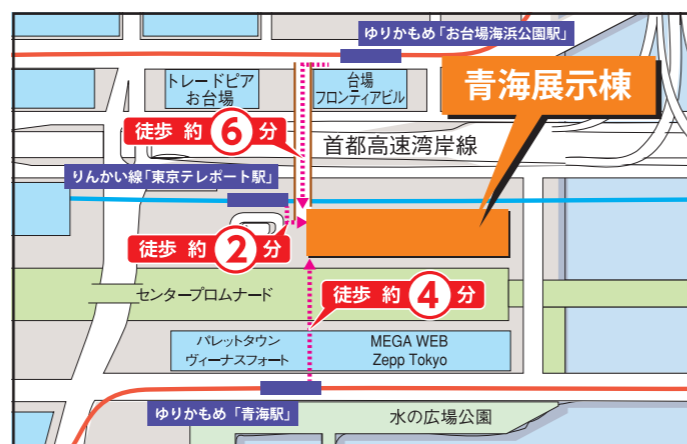 ゆりかもめ「お台場海浜公園駅」
トレードピア
お台場
台場
フロンティアビル
青海展示棟
徒歩 約6分
首都高速湾岸線
りんかい線「東京テレポート駅」
徒歩 約2分
センタープロムナード
徒歩 約4分
パレットタウン
ヴィーナスフォート
MEGA WEB
Zepp Tokyo
ゆりかもめ「青海駅」
水の広場公園